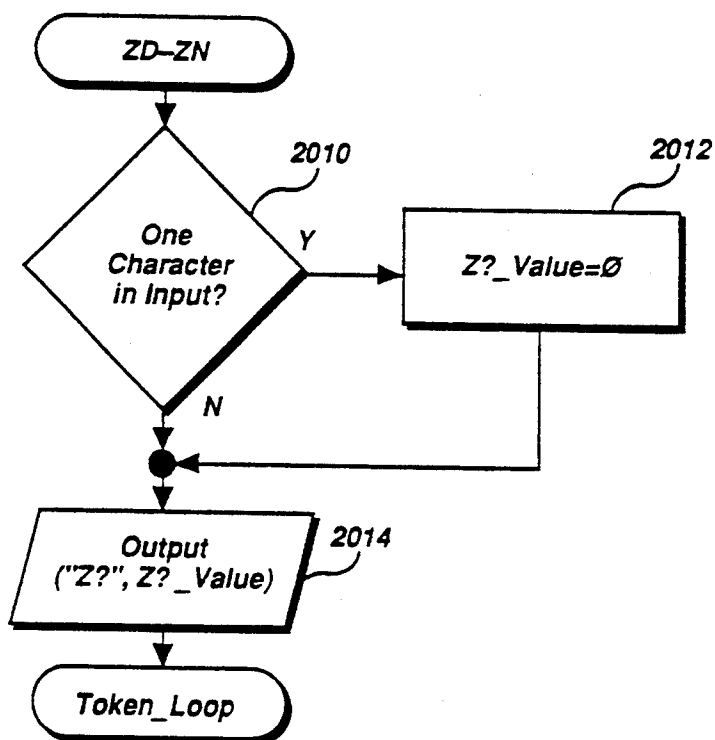 ZD–ZN
2010
One
Character
in Input?
Y
2012
Z?_Value=Ø
N
Output
("Z?", Z?_Value)
2014
Token_Loop